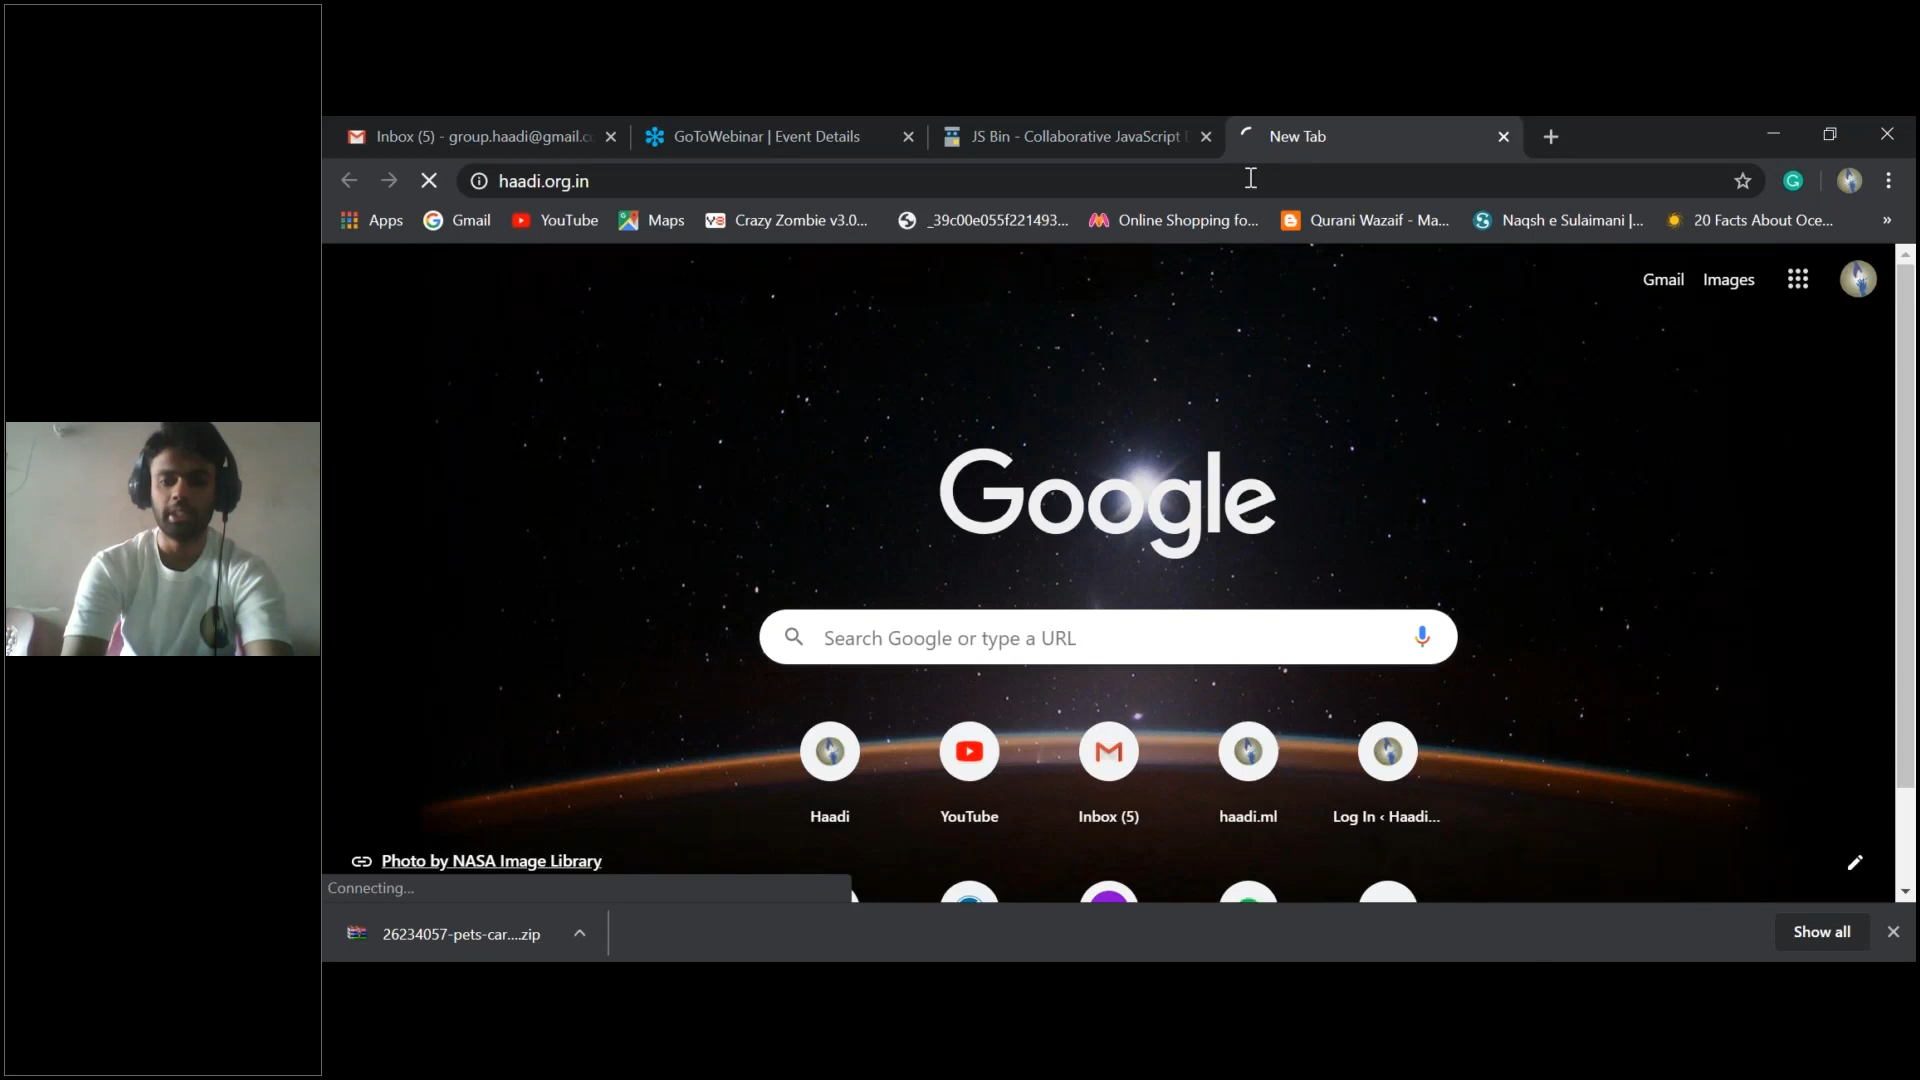 Inbox (5) - group.haadi@gmail.c
GoToWebinar | Event Details
JS Bin - Collaborative JavaScript
New Tab
haadi.org.in
Apps
Gmail
YouTube
Maps
Crazy Zombie v3.0...
_39c00e055f221493...
Online Shopping fo...
Qurani Wazaif - Ma...
Naqsh e Sulaimani |...
20 Facts About Oce...
»
Gmail
Images
Google
Search Google or type a URL
Haadi
YouTube
Inbox (5)
haadi.ml
Log In ‹ Haadi...
Photo by NASA Image Library
Connecting...
26234057-pets-car....zip
Show all